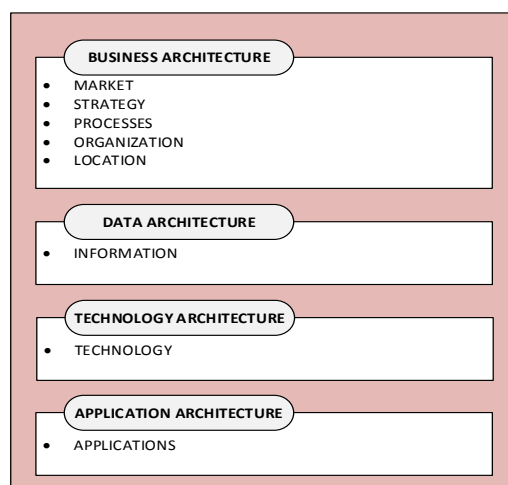 BUSINESS ARCHITECTURE
• MARKET
• STRATEGY
• PROCESSES
• ORGANIZATION
• LOCATION
DATA ARCHITECTURE
• INFORMATION
TECHNOLOGY ARCHITECTURE
• TECHNOLOGY
APPLICATION ARCHITECTURE
• APPLICATIONS